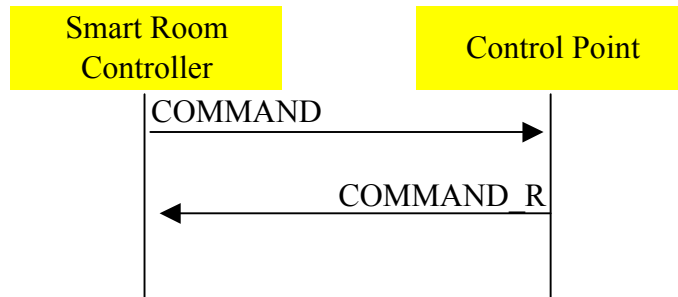 Smart Room
Controller
Control Point
COMMAND
COMMAND_R